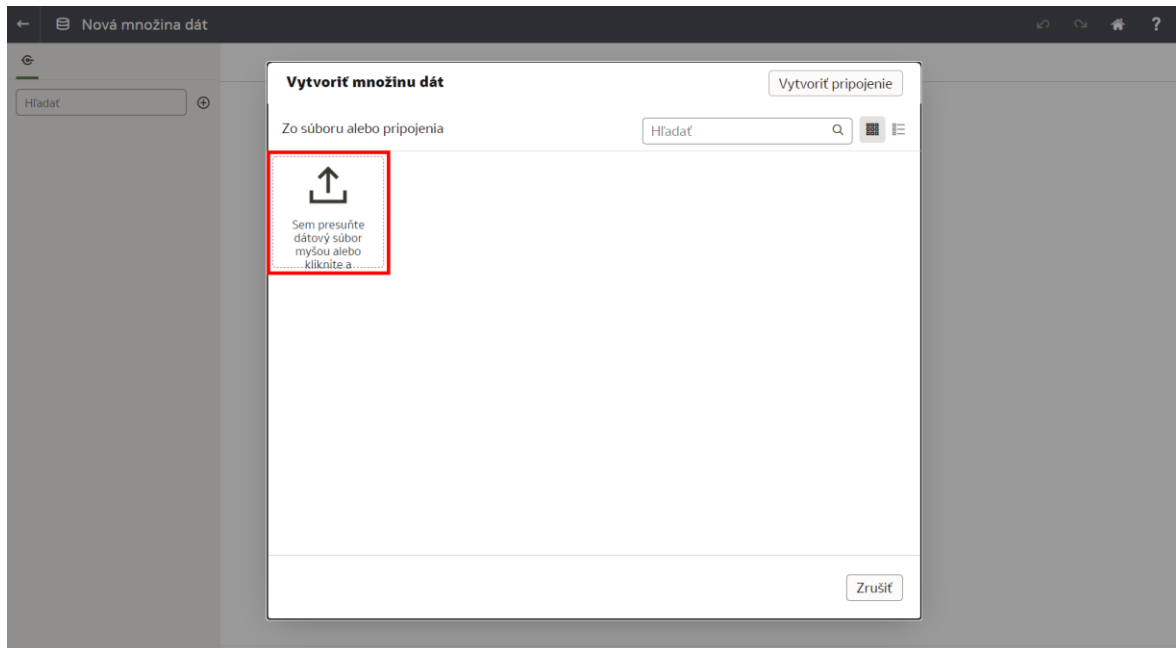 Nová množina dát
?
Hľadať
Vytvoriť množinu dát
Vytvoriť pripojenie
Zo súboru alebo pripojenia
Hľadať
Sem presuňte
dátový súbor
myšou alebo
kliknite a
Zrušiť